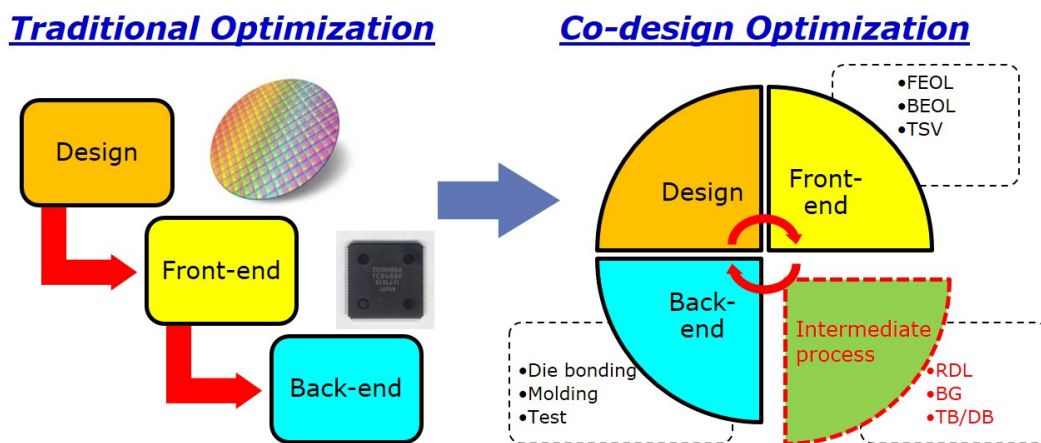 Traditional Optimization
Design
Front-end
TOSHIBA
JAPAN
Back-end
Co-design Optimization
•FEOL
•BEOL
•TSV
Design
Front-
end
Back-
end
Intermediate
process
•Die bonding
•Molding
•Test
•RDL
•BG
•TB/DB